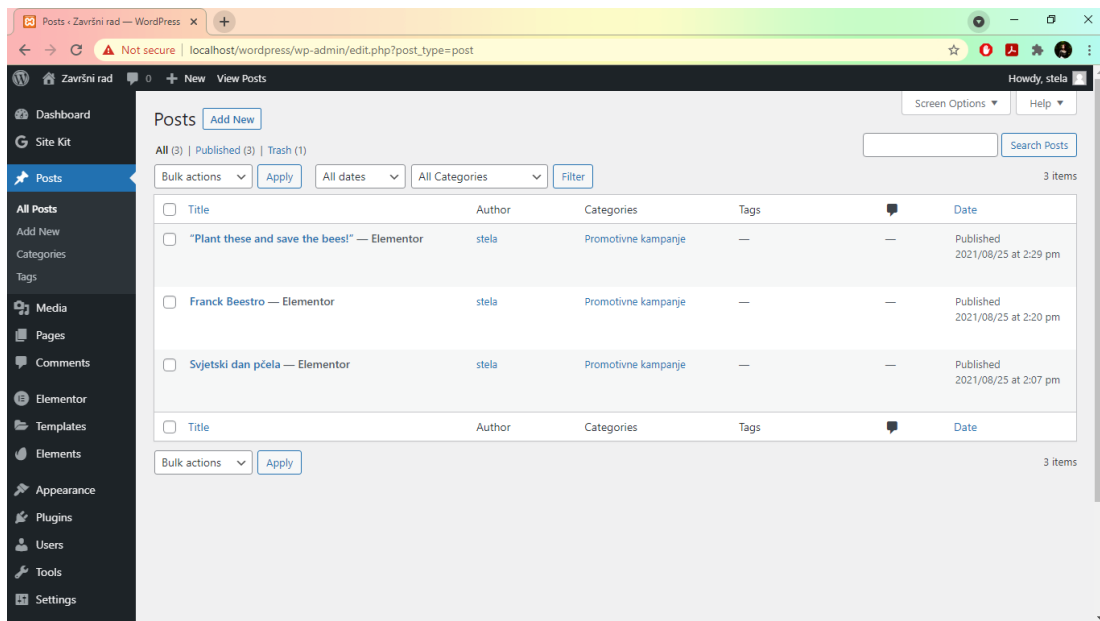 Posts ‹ Završni rad — WordPress
Not secure | localhost/wordpress/wp-admin/edit.php?post_type=post
Završni rad 0 New View Posts Howdy, stela
Dashboard
Site Kit
Posts
All Posts
Add New
Categories
Tags
Media
Pages
Comments
Elementor
Templates
Elements
Appearance
Plugins
Users
Tools
Settings
Screen Options Help
Posts Add New
All (3) | Published (3) | Trash (1)
Search Posts
Bulk actions Apply All dates All Categories Filter 3 items
Title Author Categories Tags Date
“Plant these and save the bees!” — Elementor stela Promotivne kampanje — — Published
2021/08/25 at 2:29 pm
Franck Beestro — Elementor stela Promotivne kampanje — — Published
2021/08/25 at 2:20 pm
Svjetski dan pčela — Elementor stela Promotivne kampanje — — Published
2021/08/25 at 2:07 pm
Title Author Categories Tags Date
Bulk actions Apply 3 items